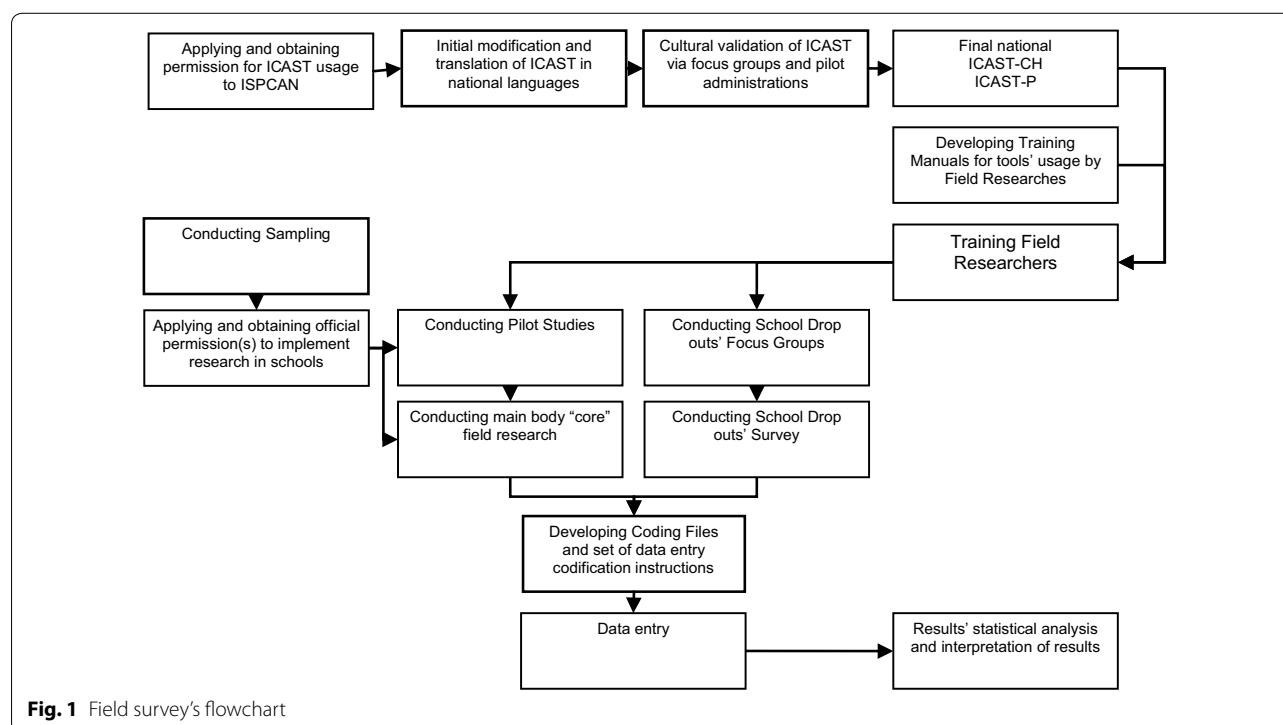 Applying and obtaining
permission for ICAST usage
to ISPCAN
Initial modification and
translation of ICAST in
national languages
Cultural validation of ICAST
via focus groups and pilot
administrations
Final national
ICAST-CH
ICAST-P
Developing Training
Manuals for tools' usage by
Field Researches
Training Field
Researchers
Conducting Sampling
Applying and obtaining official
permission(s) to implement
research in schools
Conducting Pilot Studies
Conducting School Drop
outs' Focus Groups
Conducting main body “core”
field research
Conducting School Drop
outs' Survey
Developing Coding Files
and set of data entry
codification instructions
Data entry
Results' statistical analysis
and interpretation of results
Fig. 1 Field survey's flowchart